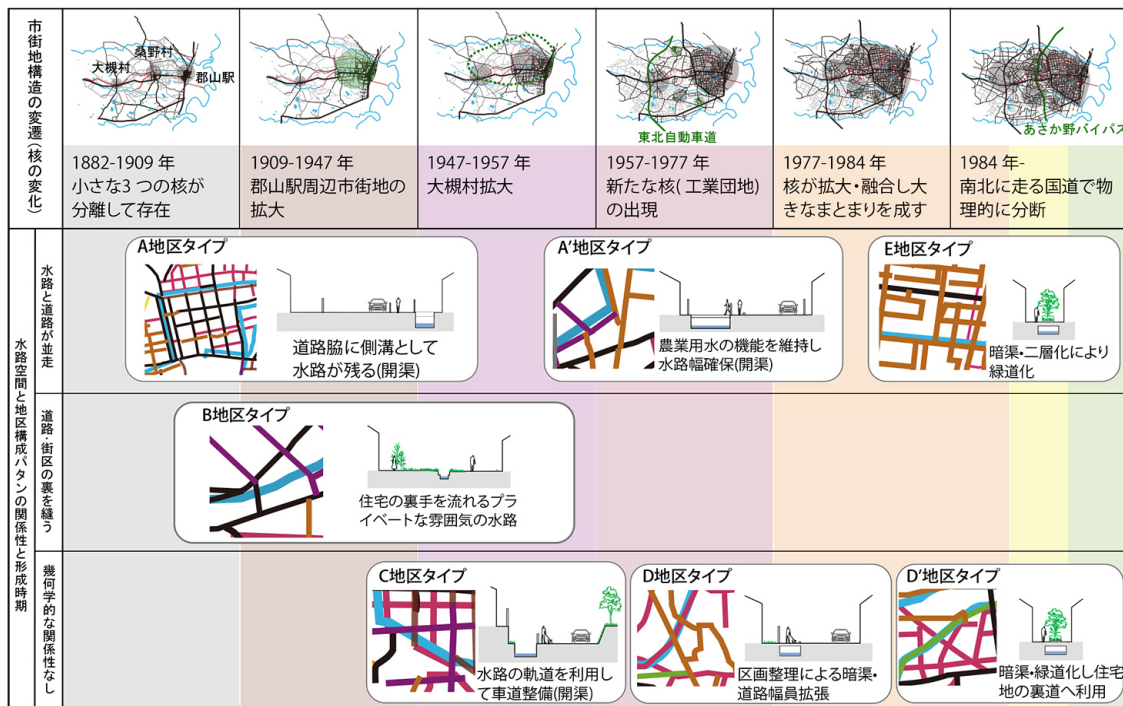 市街地構造の変遷(核の変化)
桑野村
大槻村
郡山駅
東北自動車道
あさか野バイパス
1882-1909 年
小さな3 つの核が
分離して存在
1909-1947 年
郡山駅周辺市街地の
拡大
1947-1957 年
大槻村拡大
1957-1977 年
新たな核( 工業団地)
の出現
1977-1984 年
核が拡大・融合し大
きなまとまりを成す
1984 年-
南北に走る国道で物
理的に分断
水路空間と地区構成パタンの関係性と形成時期
水路と道路が並走
A地区タイプ
道路脇に側溝として
水路が残る(開渠)
A′地区タイプ
農業用水の機能を維持し
水路幅確保(開渠)
E地区タイプ
暗渠・二層化により
緑道化
道路・街区の裏を縫う
B地区タイプ
住宅の裏手を流れるプラ
イベートな雰囲気の水路
幾何学的な関係性なし
C地区タイプ
水路の軌道を利用し
て車道整備(開渠)
D地区タイプ
区画整理による暗渠・
道路幅員拡張
D′地区タイプ
暗渠・緑道化し住宅
地の裏道へ利用